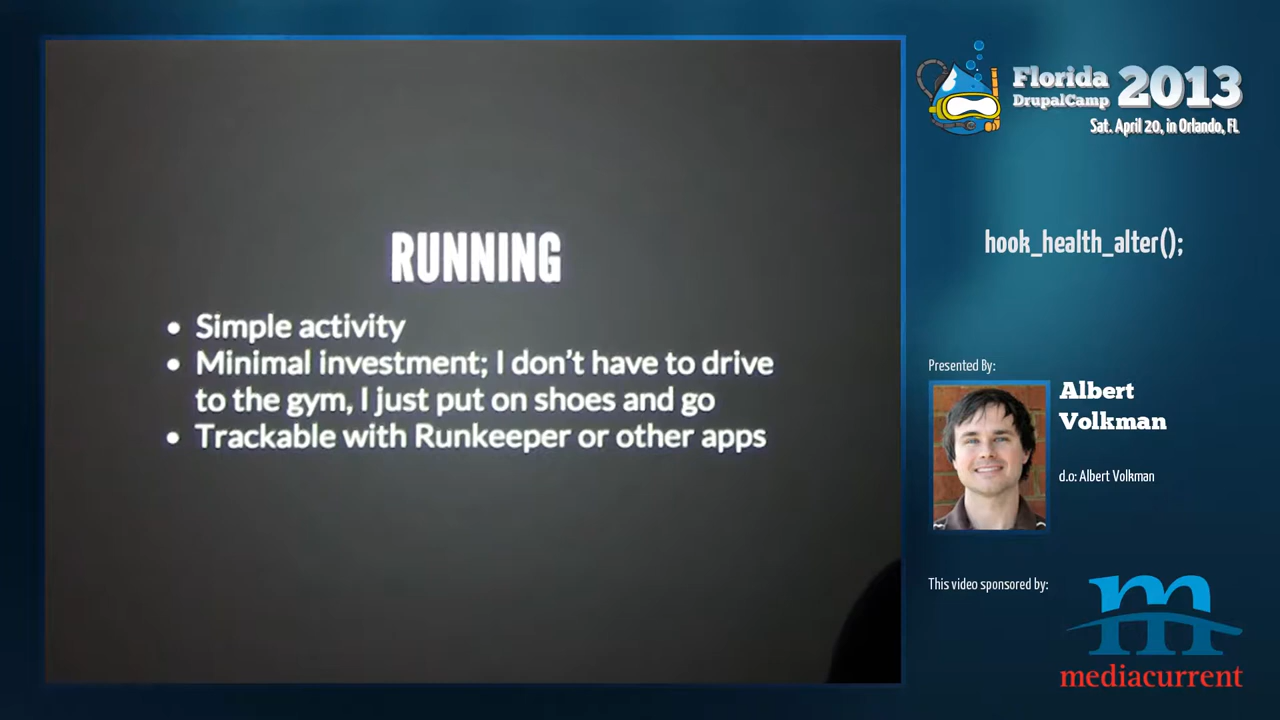 RUNNING
• Simple activity
• Minimal investment; I don't have to drive
to the gym, I just put on shoes and go
• Trackable with Runkeeper or other apps
Florida
DrupalCamp
2013
Sat. April 20, in Orlando, FL
hook_health_alter();
Presented By:
Albert
Volkman
d.o: Albert Volkman
This video sponsored by:
m
mediacurrent